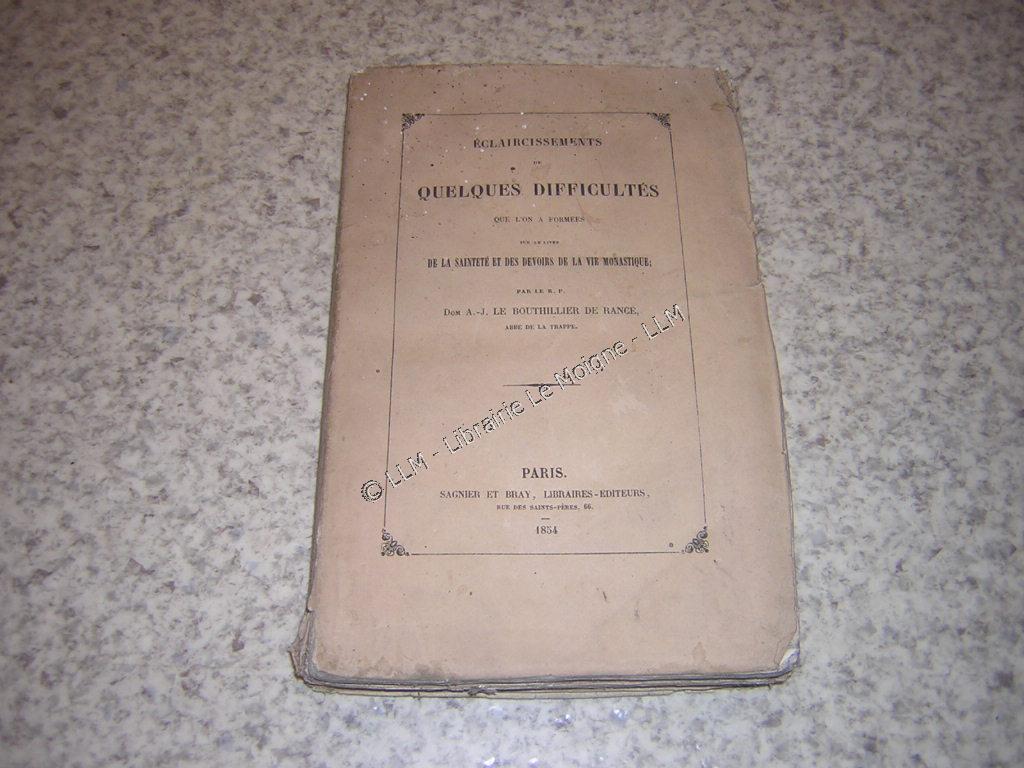 ÉCLAIRCISSEMENTS
DE
QUELQUES DIFFICULTÉS
QUE L'ON A FORMÉES
SUR LE LIVRE
DE LA SAINTETÉ ET DES DEVOIRS DE LA VIE MONASTIQUE;
PAR LE R. P.
DOM A.-J. LE BOUTHILLIER DE RANCÉ,
ABBÉ DE LA TRAPPE.
© LLM - Librairie Le Moigne - LLM
PARIS.
SAGNIER ET BRAY, LIBRAIRES-ÉDITEURS,
RUE DES SAINTS-PÈRES, 66.
1854